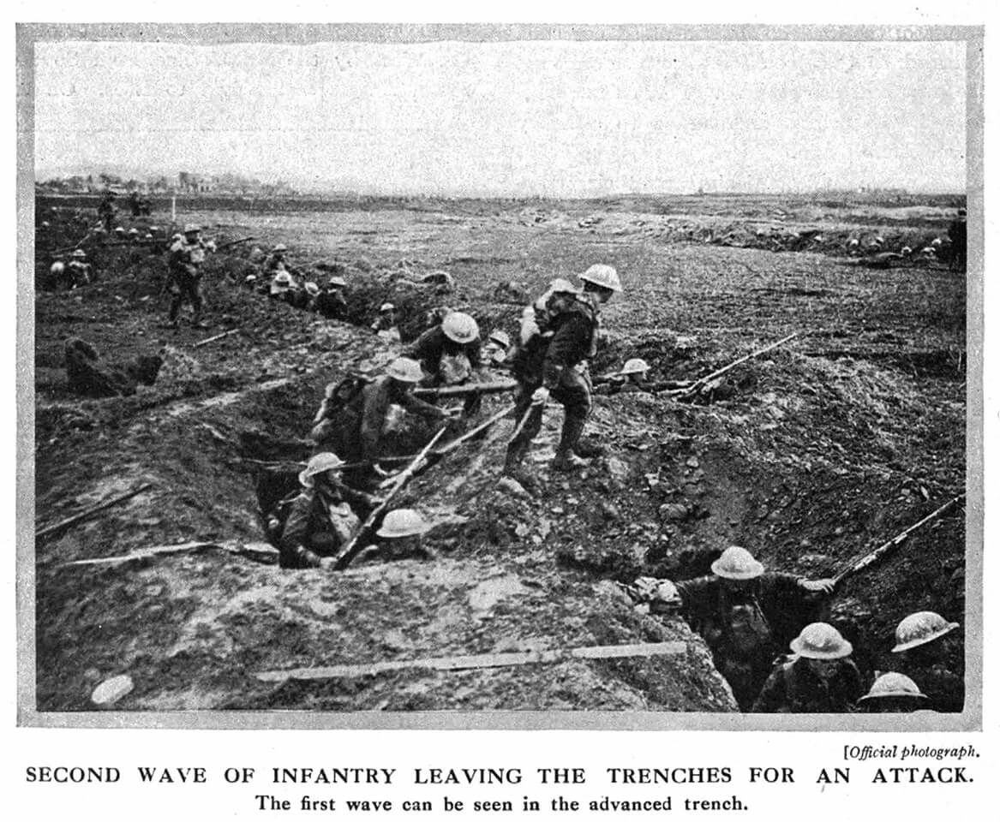 [Official photograph.
SECOND WAVE OF INFANTRY LEAVING THE TRENCHES FOR AN ATTACK.
The first wave can be seen in the advanced trench.